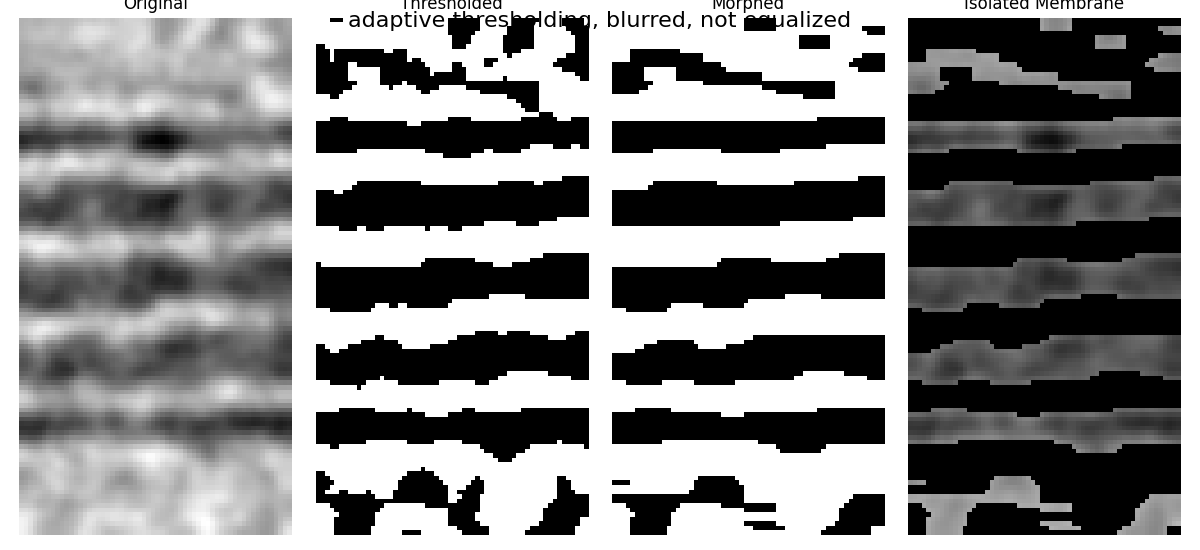 Original Thresholded Morphed Isolated Membrane
adaptive thresholding, blurred, not equalized